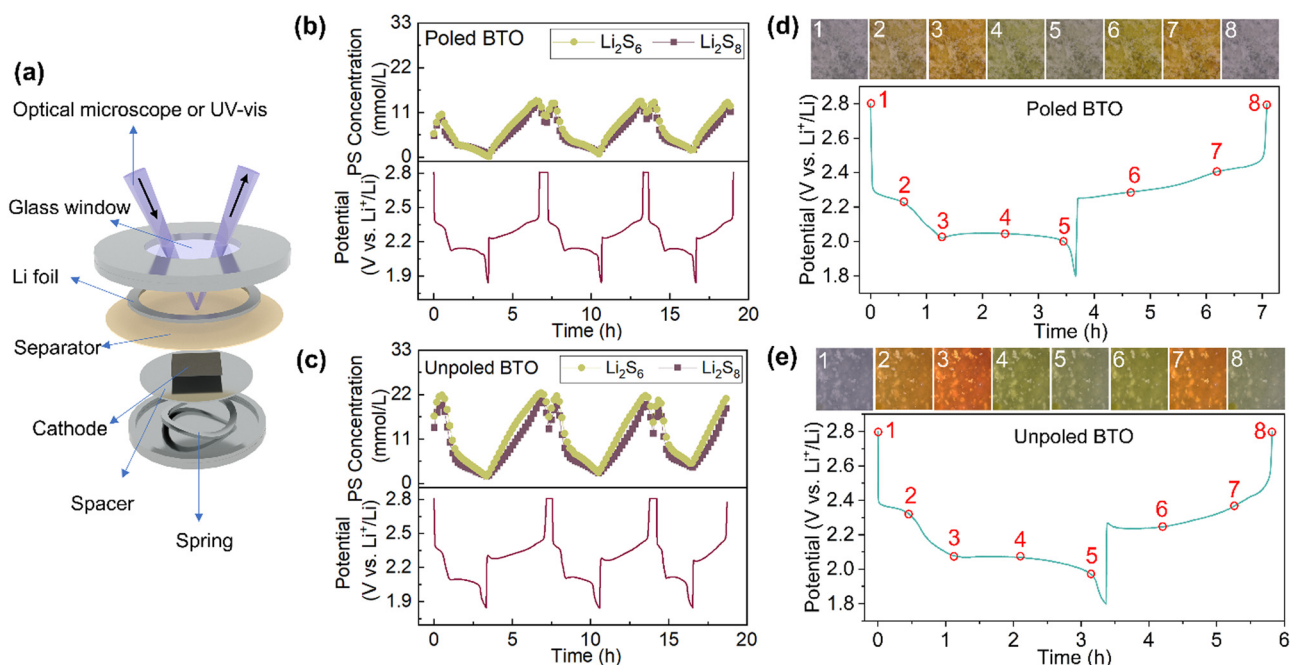 (a)
Optical microscope or UV-vis
Glass window
Li foil
Separator
Cathode
Spacer
Spring
(b)
33
22
11
0
PS Concentration
(mmol/L)
Poled BTO
Li₂S₆
Li₂S₈
2.8
2.5
2.2
1.9
Potential
(V vs. Li⁺/Li)
0 5 10 15 20
Time (h)
(c)
33
22
11
0
PS Concentration
(mmol/L)
Unpoled BTO
Li₂S₆
Li₂S₈
2.8
2.5
2.2
1.9
Potential
(V vs. Li⁺/Li)
0 5 10 15 20
Time (h)
(d)
1 2 3 4 5 6 7 8
Poled BTO
2.8
2.6
2.4
2.2
2.0
1.8
Potential (V vs. Li⁺/Li)
1
2
3
4
5
6
7
8
0 1 2 3 4 5 6 7
Time (h)
(e)
1 2 3 4 5 6 7 8
Unpoled BTO
2.8
2.6
2.4
2.2
2.0
1.8
Potential (V vs. Li⁺/Li)
1
2
3
4
5
6
7
8
0 1 2 3 4 5 6
Time (h)